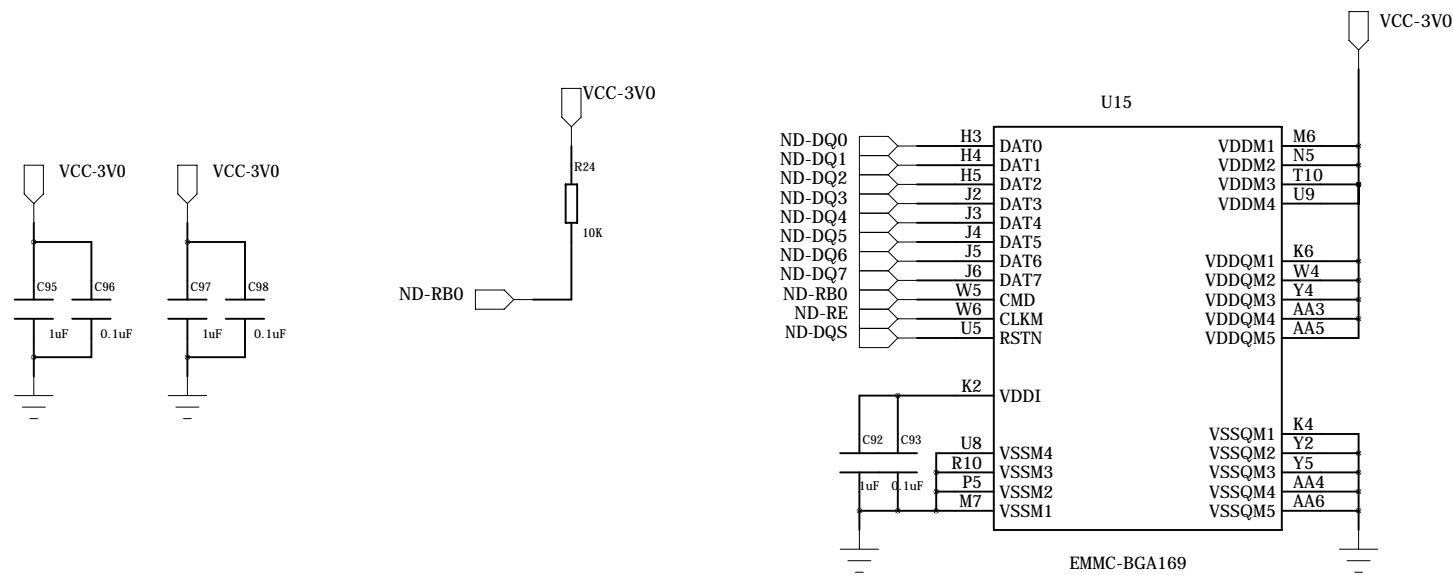 VCC-3V0
U15
VCC-3V0
VCC-3V0
VCC-3V0
R24
10K
ND-RB0
C95
C96
1uF
0.1uF
C97
C98
1uF
0.1uF
ND-DQ0 H3 DAT0
ND-DQ1 H4 DAT1
ND-DQ2 H5 DAT2
ND-DQ3 J2 DAT3
ND-DQ4 J3 DAT4
ND-DQ5 J4 DAT5
ND-DQ6 J5 DAT6
ND-DQ7 J6 DAT7
ND-RB0 W5 CMD
ND-RE W6 CLKM
ND-DQS U5 RSTN
K2 VDDI
C92
C93
1uF
0.1uF
U8 VSSM4
R10 VSSM3
P5 VSSM2
M7 VSSM1
VDDM1 M6
VDDM2 N5
VDDM3 T10
VDDM4 U9
VDDQM1 K6
VDDQM2 W4
VDDQM3 Y4
VDDQM4 AA3
VDDQM5 AA5
VSSQM1 K4
VSSQM2 Y2
VSSQM3 Y5
VSSQM4 AA4
VSSQM5 AA6
EMMC-BGA169